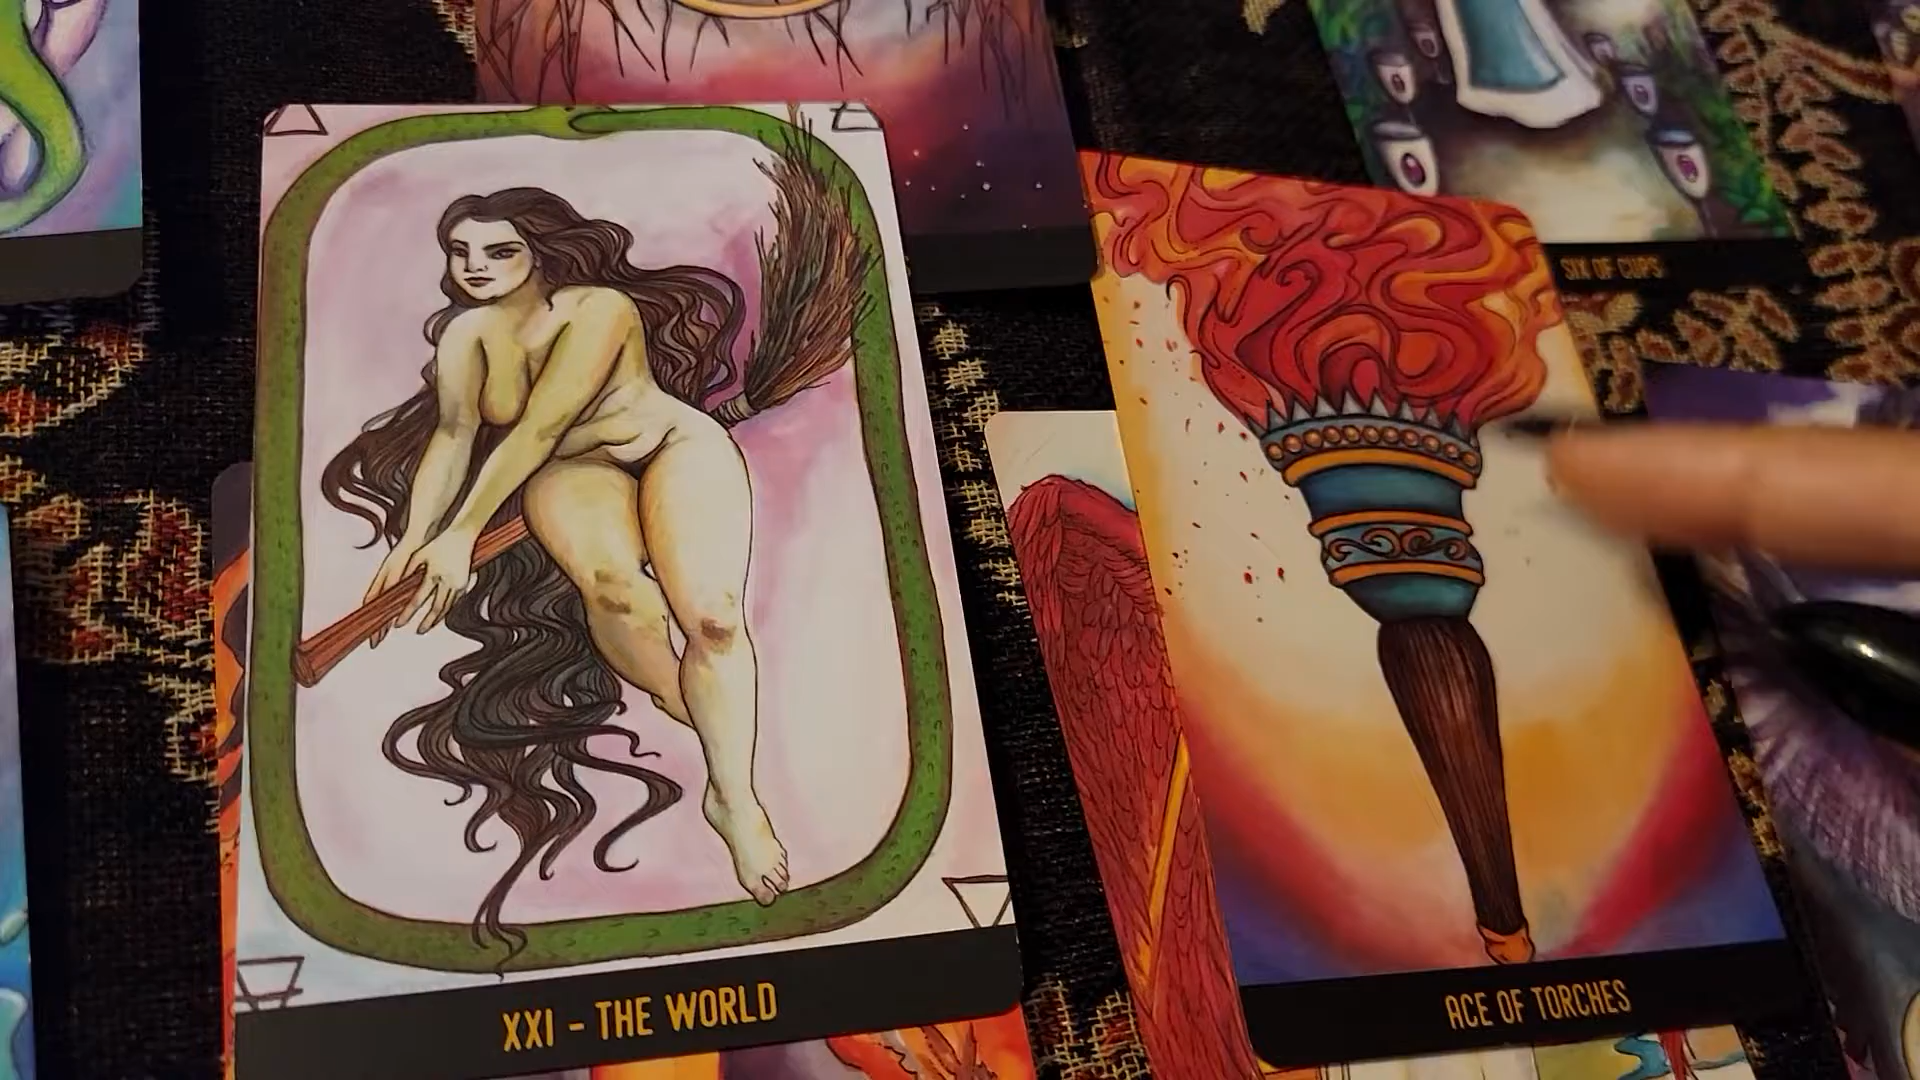 SIX OF CUPS
XXI - THE WORLD
ACE OF TORCHES